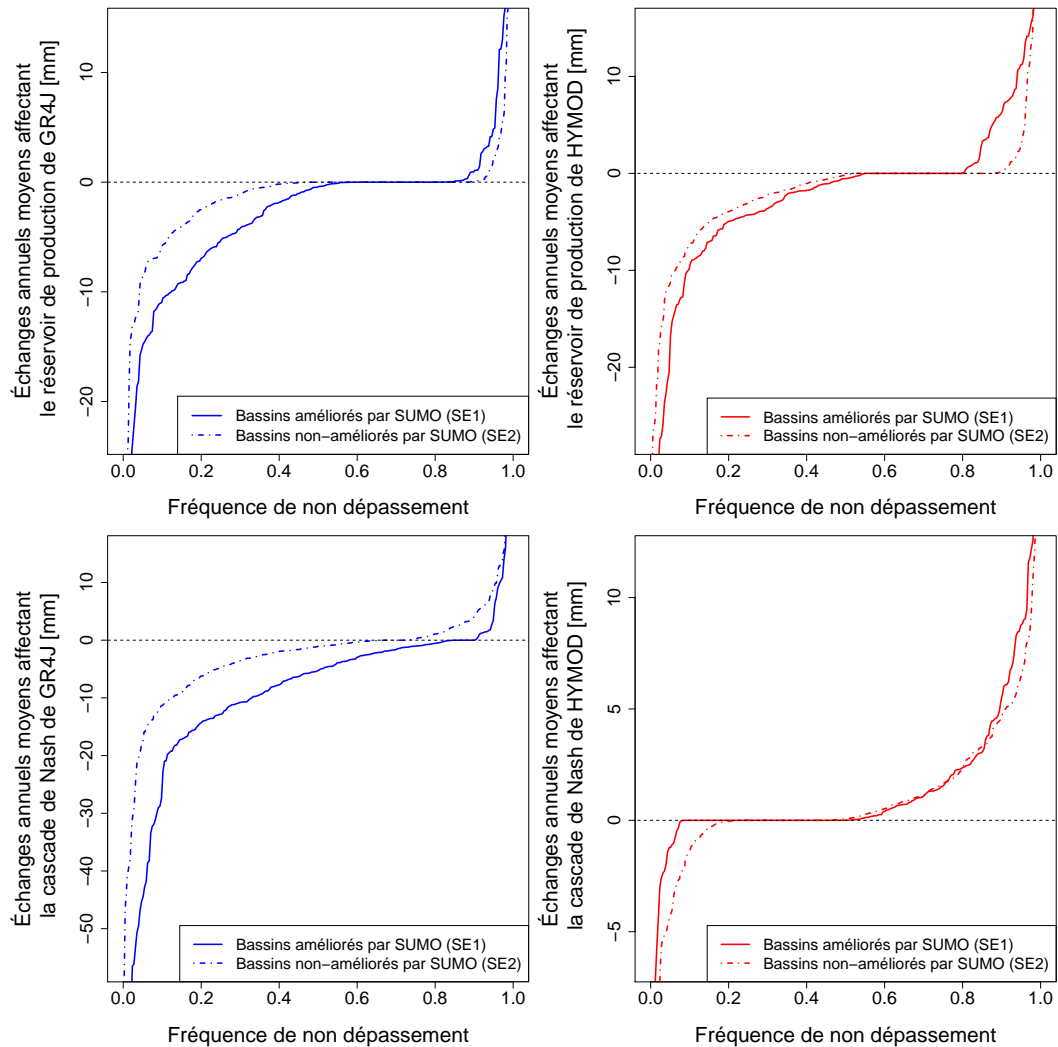 Échanges annuels moyens affectant
le réservoir de production de GR4J [mm]
10
0
−10
−20
Bassins améliorés par SUMO (SE1)
Bassins non−améliorés par SUMO (SE2)
0.0 0.2 0.4 0.6 0.8 1.0
Fréquence de non dépassement
Échanges annuels moyens affectant
le réservoir de production de HYMOD [mm]
10
0
−10
−20
Bassins améliorés par SUMO (SE1)
Bassins non−améliorés par SUMO (SE2)
0.0 0.2 0.4 0.6 0.8 1.0
Fréquence de non dépassement
Échanges annuels moyens affectant
la cascade de Nash de GR4J [mm]
10
0
−10
−20
−30
−40
−50
Bassins améliorés par SUMO (SE1)
Bassins non−améliorés par SUMO (SE2)
0.0 0.2 0.4 0.6 0.8 1.0
Fréquence de non dépassement
Échanges annuels moyens affectant
la cascade de Nash de HYMOD [mm]
10
5
0
−5
Bassins améliorés par SUMO (SE1)
Bassins non−améliorés par SUMO (SE2)
0.0 0.2 0.4 0.6 0.8 1.0
Fréquence de non dépassement